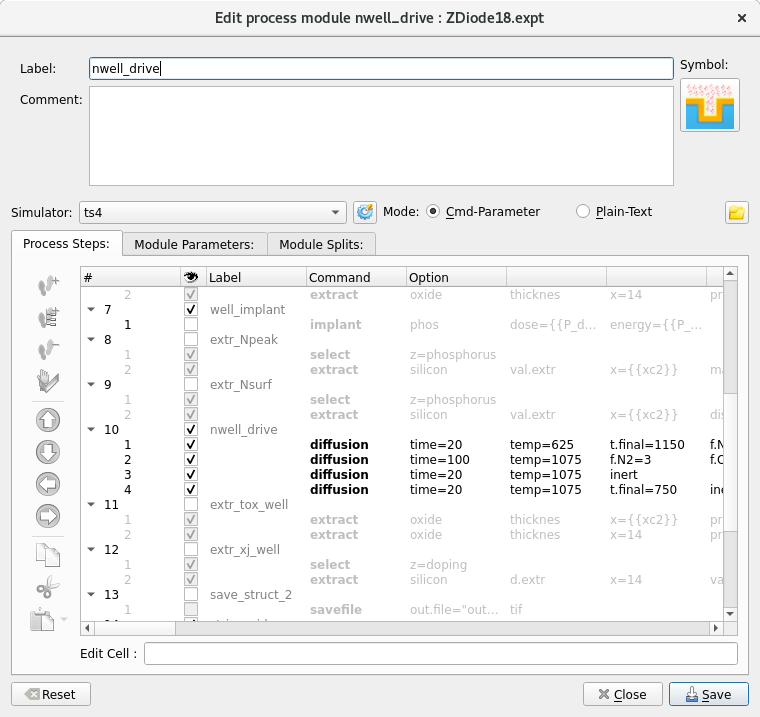 Edit process module nwell_drive : ZDiode18.expt
Label: nwell_drive Symbol:
Comment:
Simulator: ts4 Mode: Cmd-Parameter Plain-Text
Process Steps: Module Parameters: Module Splits:
# Label Command Option
2 extract oxide thicknes x=14 pr
7 well_implant
1 implant phos dose={{P_d... energy={{P_...
8 extr_Npeak
1 select z=phosphorus
2 extract silicon val.extr x={{xc2}} ma
9 extr_Nsurf
1 select z=phosphorus
2 extract silicon val.extr x={{xc2}} dis
10 nwell_drive
1 diffusion time=20 temp=625 t.final=1150 f.N
2 diffusion time=100 temp=1075 f.N2=3 f.O
3 diffusion time=20 temp=1075 inert
4 diffusion time=20 temp=1075 t.final=750 ine
11 extr_tox_well
1 extract oxide thicknes x={{xc2}} pr
2 extract oxide thicknes x=14 pr
12 extr_xj_well
1 select z=doping
2 extract silicon d.extr x=14 va
13 save_struct_2
1 savefile out.file="out... tif
Edit Cell :
Reset Close Save